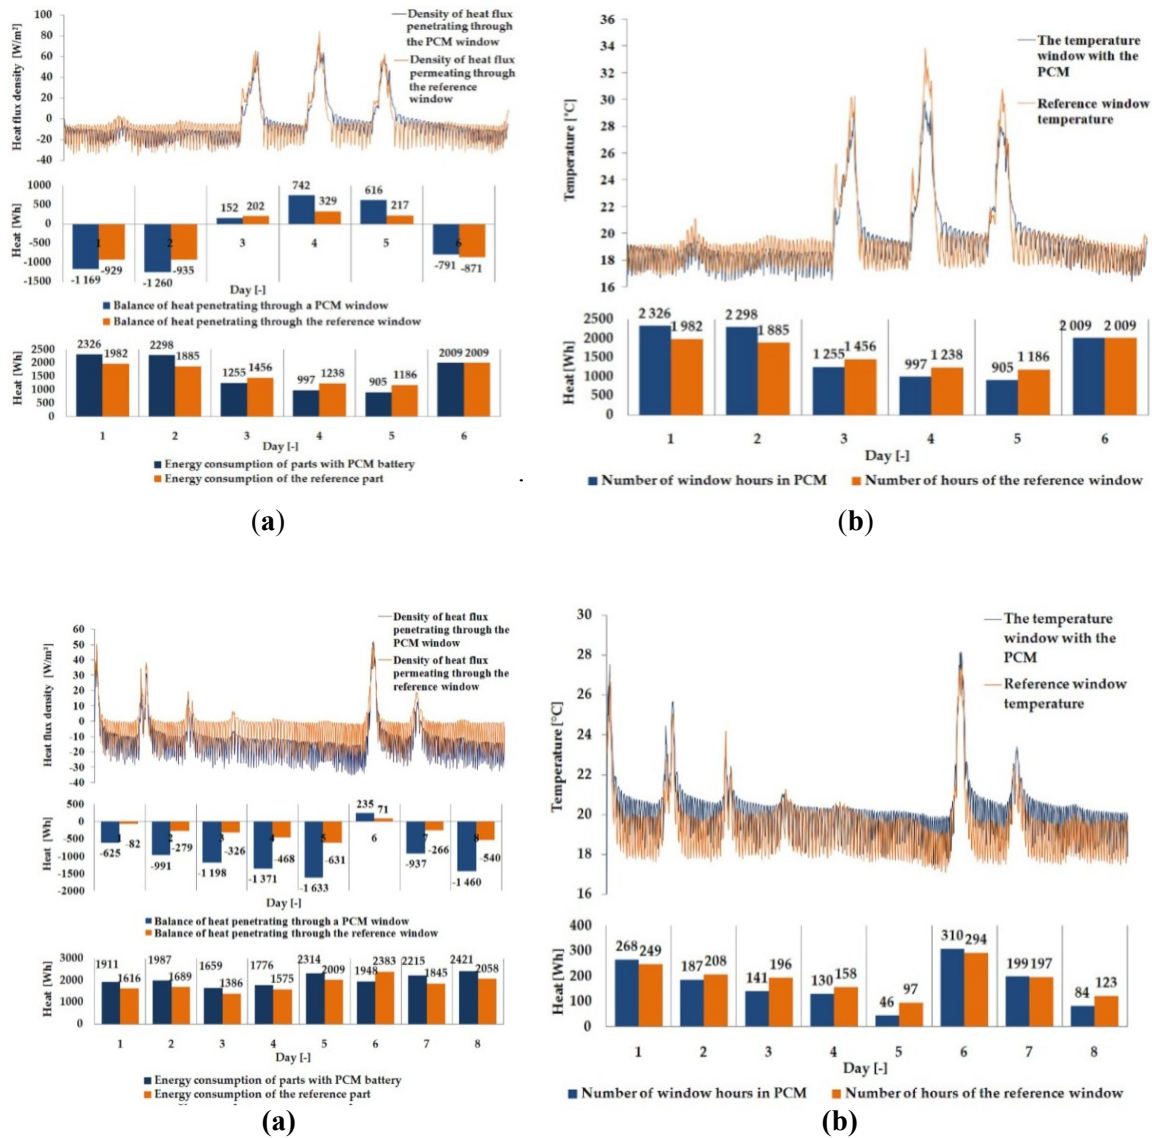 100
80
60
40
20
0
-20
-40
Heat flux density [W/m²]
Density of heat flux
penetrating through
the PCM window
Density of heat flux
permeating through
the reference
window
1000
500
0
-500
-1000
-1500
Heat [Wh]
152 202
742
329
616
217
1 2 3 4 5 6
-1 169 -929
-1 260 -935
-791 -871
Day [-]
Balance of heat penetrating through a PCM window
Balance of heat penetrating through the reference window
2500
2000
1500
1000
500
0
Heat [Wh]
2326 1982 2298 1885 1255 1456 997 1238 905 1186 2009 2009
1 2 3 4 5 6
Day [-]
Energy consumption of parts with PCM battery
Energy consumption of the reference part
(a)
36
34
32
30
28
26
24
22
20
18
16
Temperature [°C]
The temperature
window with the
PCM
Reference window
temperature
2500
2000
1500
1000
500
0
Heat [Wh]
2 326 1 982 2 298 1 885 1 255 1 456 997 1 238 905 1 186 2 009 2 009
1 2 3 4 5 6
Day [-]
Number of window hours in PCM Number of hours of the reference window
(b)
60
50
40
30
20
10
0
-10
-20
-30
-40
Heat flux density [W/m²]
Density of heat flux
penetrating through the
PCM window
Density of heat flux
permeating through the
reference window
500
0
-500
-1000
-1500
-2000
Heat [Wh]
235 71
1 2 3 4 5 6 7 8
-625 -82 -991 -279 -1 198 -326 -1 371 -468 -1 633 -631 -937 -266 -1 460 -540
Day [-]
Balance of heat penetrating through a PCM window
Balance of heat penetrating through the reference window
3000
2000
1000
0
Heat [Wh]
1911 1616 1987 1689 1659 1386 1776 1575 2314 2009 1948 2383 2215 1845 2421 2058
1 2 3 4 5 6 7 8
Day [-]
Energy consumption of parts with PCM battery
Energy consumption of the reference part
(a)
30
28
26
24
22
20
18
16
Temperature [°C]
The temperature
window with the
PCM
Reference window
temperature
400
300
200
100
0
Heat [Wh]
268 249 187 208 141 196 130 158 46 97 310 294 199 197 84 123
1 2 3 4 5 6 7 8
Day [-]
Number of window hours in PCM Number of hours of the reference window
(b)